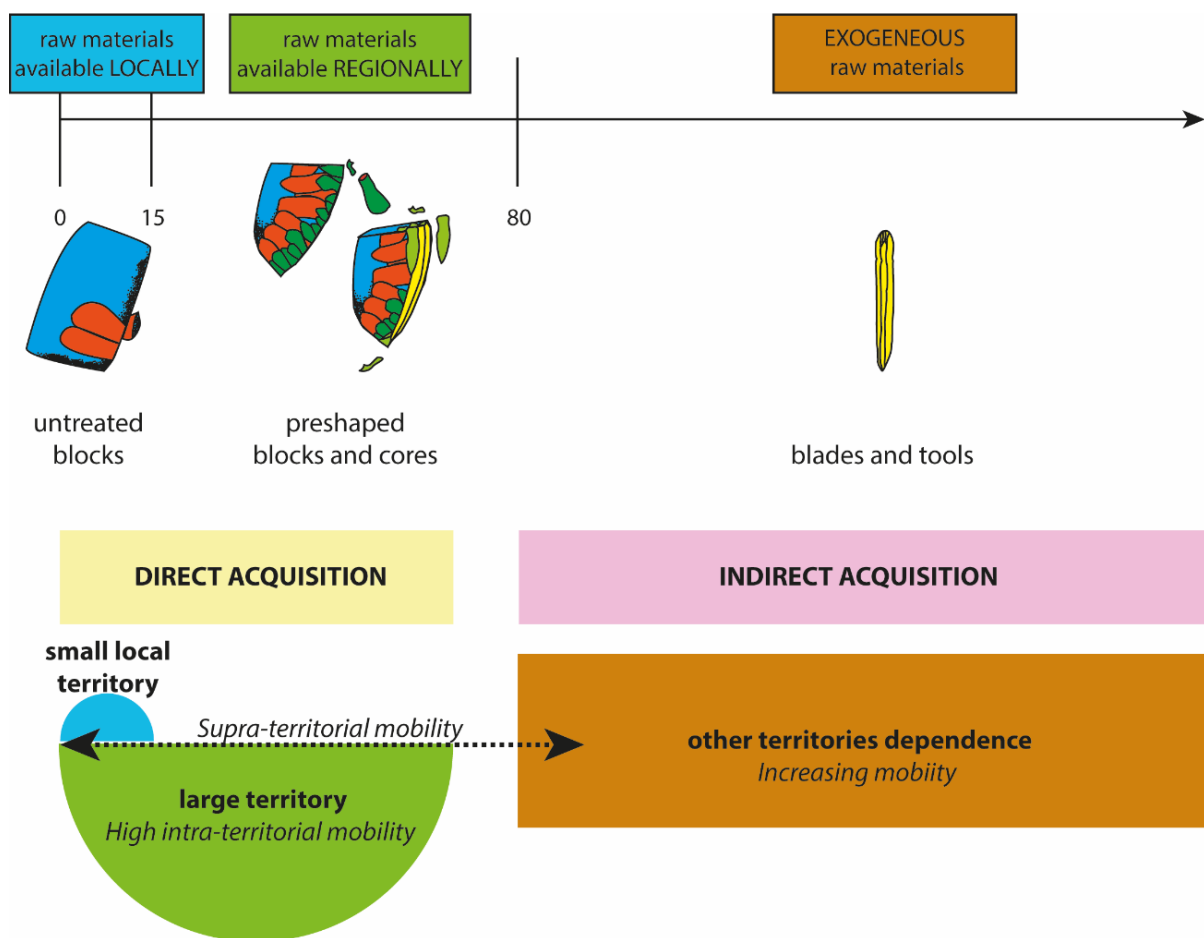 raw materials
available LOCALLY
raw materials
available REGIONALLY
EXOGENEOUS
raw materials
0
15
80
untreated
blocks
preshaped
blocks and cores
blades and tools
DIRECT ACQUISITION
INDIRECT ACQUISITION
small local
territory
Supra-territorial mobility
large territory
High intra-territorial mobility
other territories dependence
Increasing mobiity